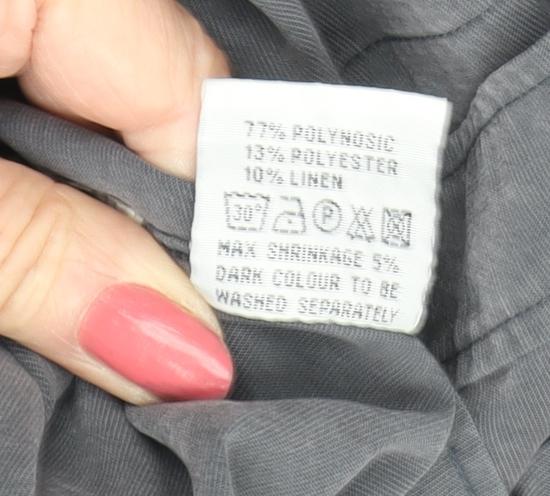 77% POLYNOSIC
13% POLYESTER
10% LINEN
30° P
MAX SHRINKAGE 5%
DARK COLOUR TO BE
WASHED SEPARATELY